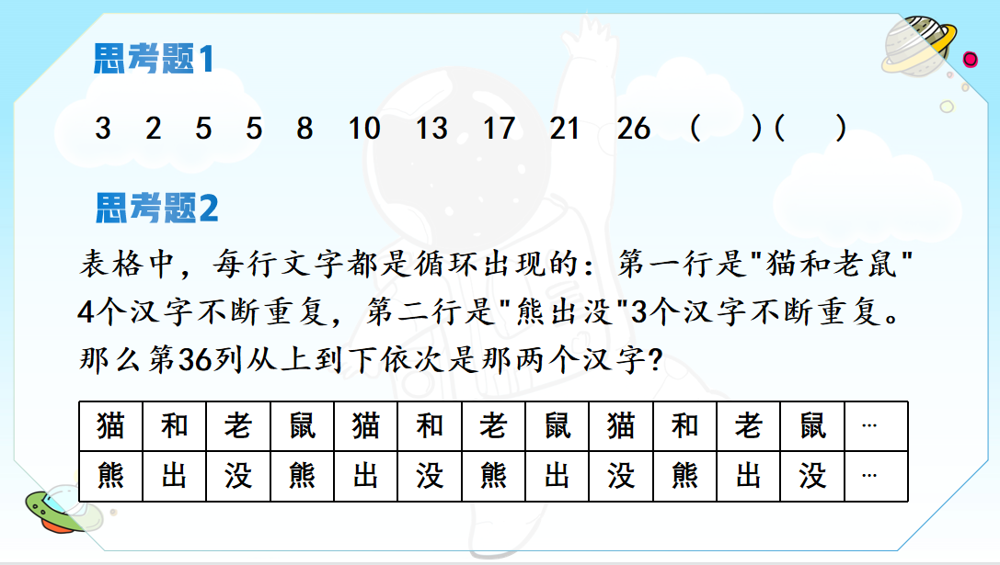 思考题1
3 2 5 5 8 10 13 17 21 26 ( )( )
思考题2
表格中，每行文字都是循环出现的：第一行是"猫和老鼠"
4个汉字不断重复，第二行是"熊出没"3个汉字不断重复。
那么第36列从上到下依次是那两个汉字?
猫 和 老 鼠 猫 和 老 鼠 猫 和 老 鼠 …
熊 出 没 熊 出 没 熊 出 没 熊 出 没 …